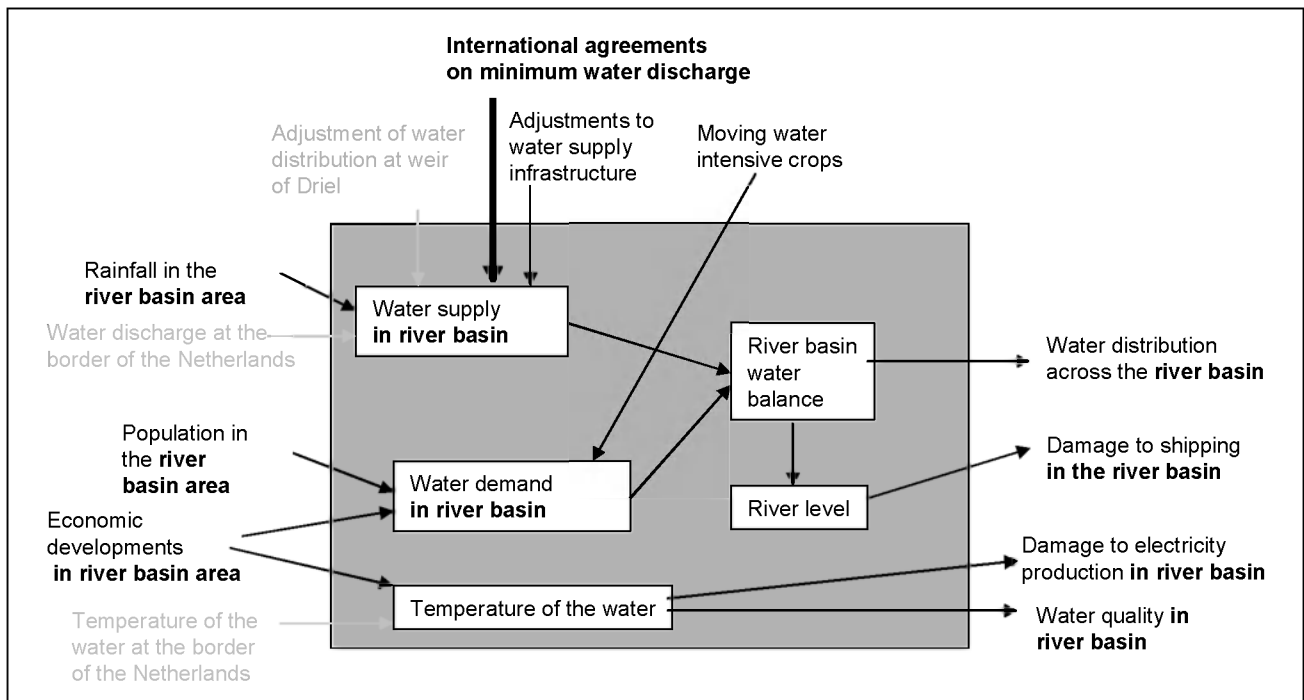 International agreements
on minimum water discharge
Adjustment of water
distribution at weir
of Driel
Adjustments to
water supply
infrastructure
Moving water
intensive crops
Rainfall in the
river basin area
Water discharge at the
border of the Netherlands
Population in
the river
basin area
Economic
developments
in river basin area
Temperature of the
water at the border
of the Netherlands
Water supply
in river basin
Water demand
in river basin
Temperature of the water
River basin
water
balance
River level
Water distribution
across the river basin
Damage to shipping
in the river basin
Damage to electricity
production in river basin
Water quality in
river basin